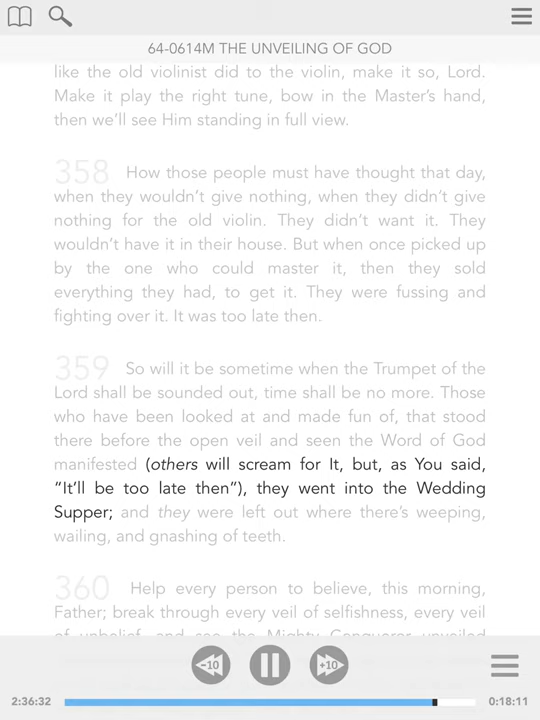 64-0614M THE UNVEILING OF GOD
like the old violinist did to the violin, make it so, Lord.
Make it play the right tune, bow in the Master's hand,
then we'll see Him standing in full view.
358 How those people must have thought that day,
when they wouldn't give nothing, when they didn't give
nothing for the old violin. They didn't want it. They
wouldn't have it in their house. But when once picked up
by the one who could master it, then they sold
everything they had, to get it. They were fussing and
fighting over it. It was too late then.
359 So will it be sometime when the Trumpet of the
Lord shall be sounded out, time shall be no more. Those
who have been looked at and made fun of, that stood
there before the open veil and seen the Word of God
manifested (others will scream for It, but, as You said,
“It'll be too late then”), they went into the Wedding
Supper; and they were left out where there's weeping,
wailing, and gnashing of teeth.
360 Help every person to believe, this morning,
Father; break through every veil of selfishness, every veil
of unbelief, and see the Mighty Conqueror unveiled
-10
+10
2:36:32
0:18:11